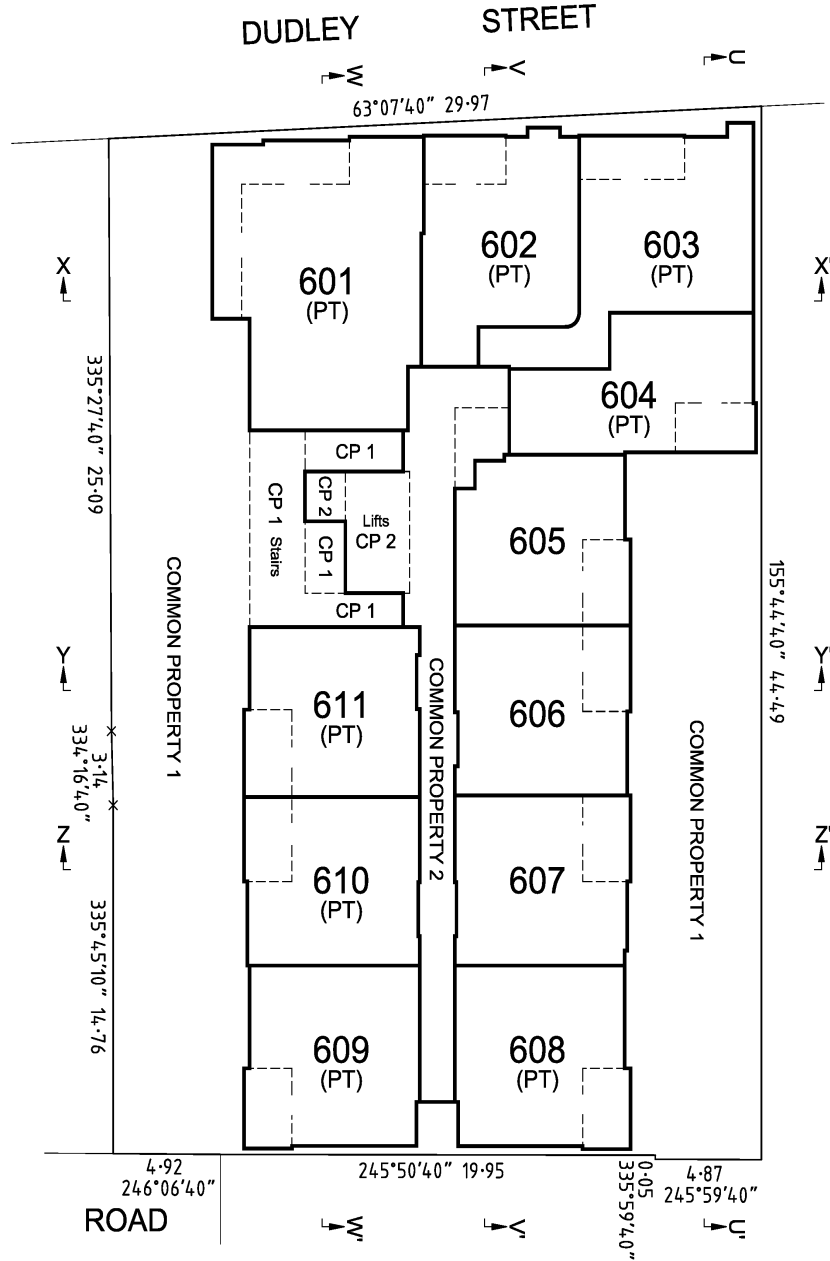 DUDLEY STREET
W V U
63°07'40" 29·97
601
(PT)
602
(PT)
603
(PT)
X X'
604
(PT)
335°27'40" 25·09
CP 1
CP 2
CP 1
Stairs
Lifts
CP 2
CP 1
CP 1
605
COMMON PROPERTY 1
155°44'40" 44·49
Y Y'
611
(PT)
606
COMMON PROPERTY 2
COMMON PROPERTY 1
3·14
334°16'40"
Z Z'
610
(PT)
607
335°45'10" 14·76
609
(PT)
608
(PT)
4·92
246°06'40"
245°50'40" 19·95
0·05
335°59'40"
4·87
245°59'40"
ROAD
W' V' U'